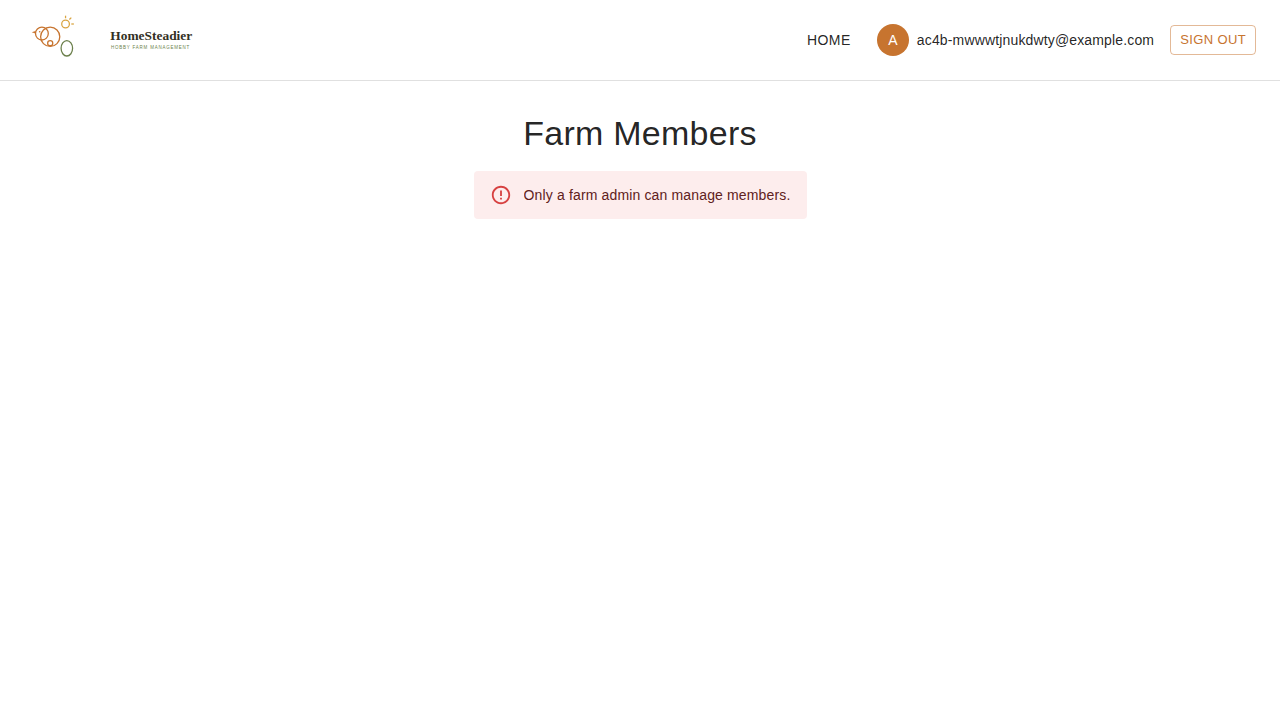 HomeSteadier
HOBBY FARM MANAGEMENT
HOME
A
ac4b-mwwwtjnukdwty@example.com
SIGN OUT
Farm Members
Only a farm admin can manage members.